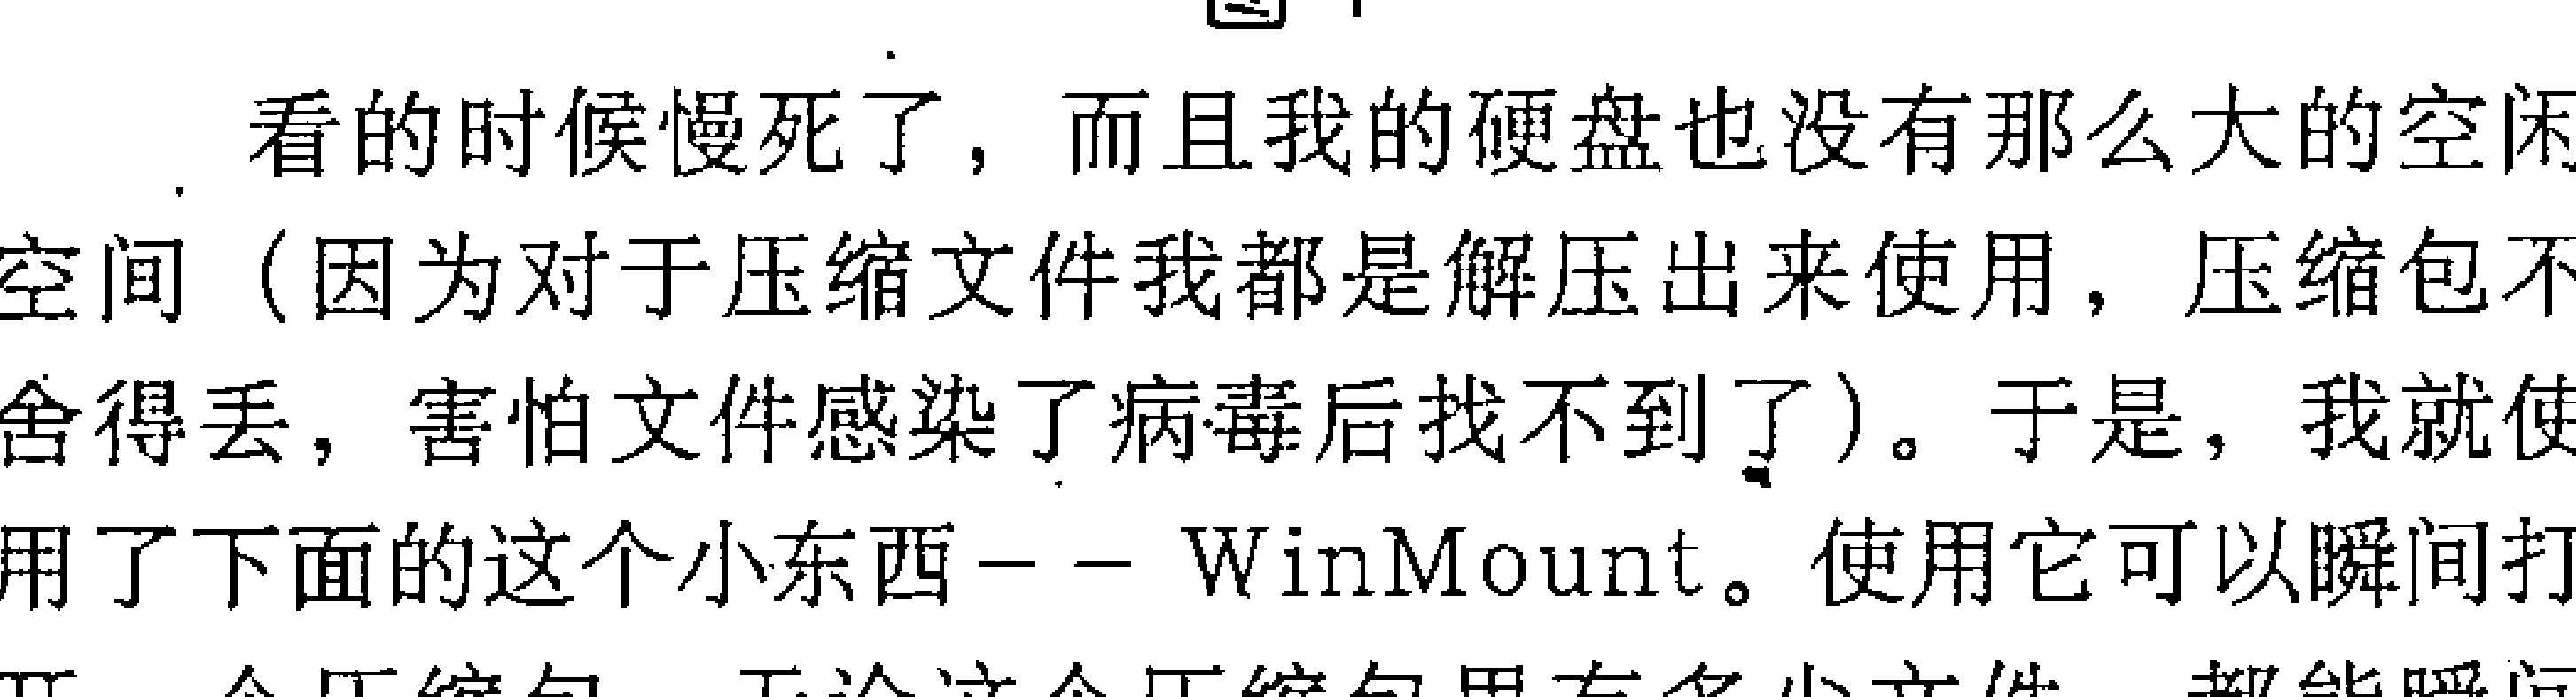 看的时候慢死了，而且我的硬盘也没有那么大的空闲
空间（因为对于压缩文件我都是解压出来使用，压缩包不
舍得丢，害怕文件感染了病毒后找不到了）。于是，我就使
用了下面的这个小东西－－WinMount。使用它可以瞬间打